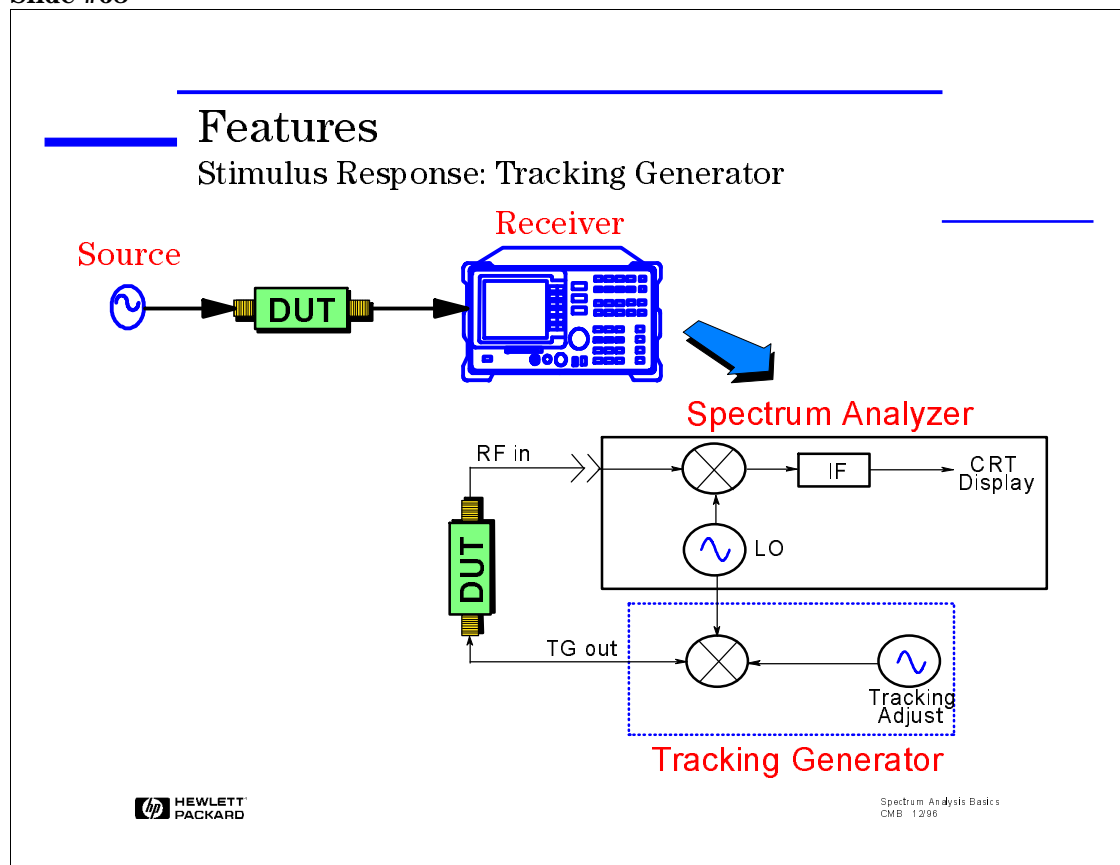 Features
Stimulus Response: Tracking Generator
Receiver
Source
DUT
Spectrum Analyzer
RF in
IF
CRT
Display
DUT
LO
TG out
Tracking
Adjust
Tracking Generator
hp HEWLETT
PACKARD
Spectrum Analysis Basics
CMB 12/96